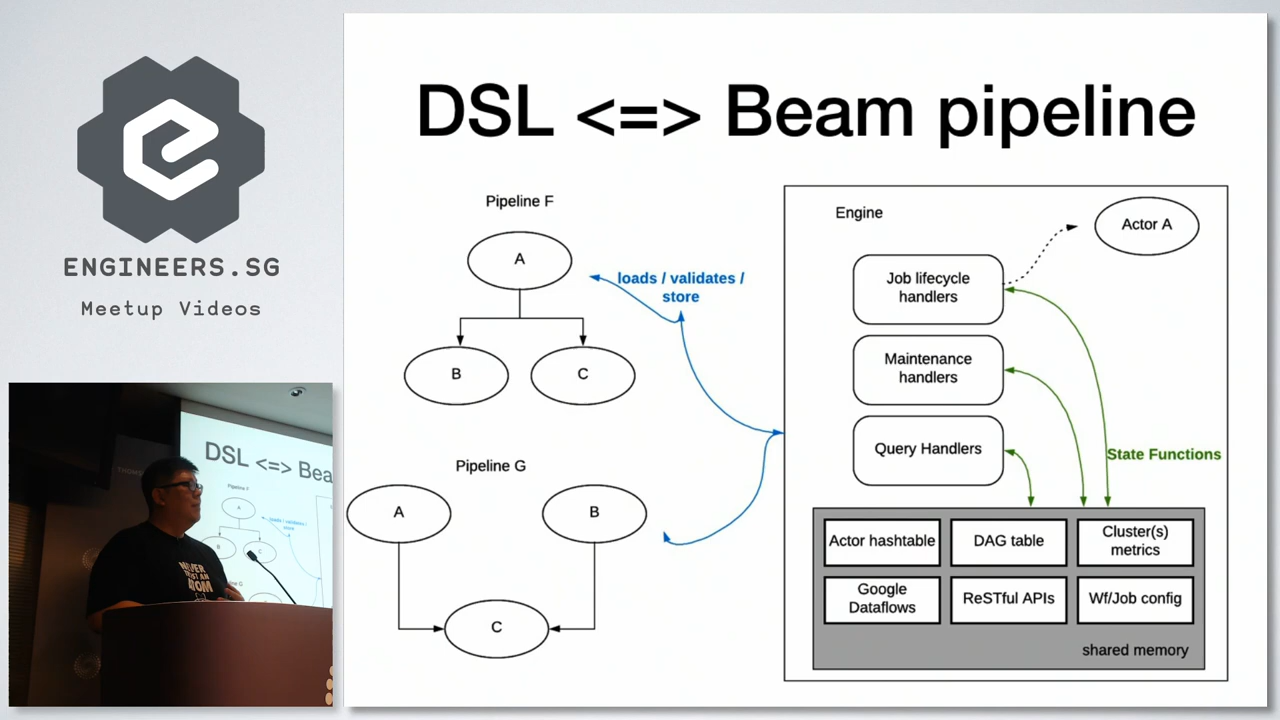 ENGINEERS.SG
Meetup Videos
DSL <=> Beam pipeline
Pipeline F
A
B
C
loads / validates /
store
Pipeline G
A
B
C
Engine
Actor A
Job lifecycle
handlers
Maintenance
handlers
Query Handlers
State Functions
Actor hashtable
DAG table
Cluster(s)
metrics
Google
Dataflows
ReSTful APIs
Wf/Job config
shared memory
DSL <=> Bea
Pipeline F
A